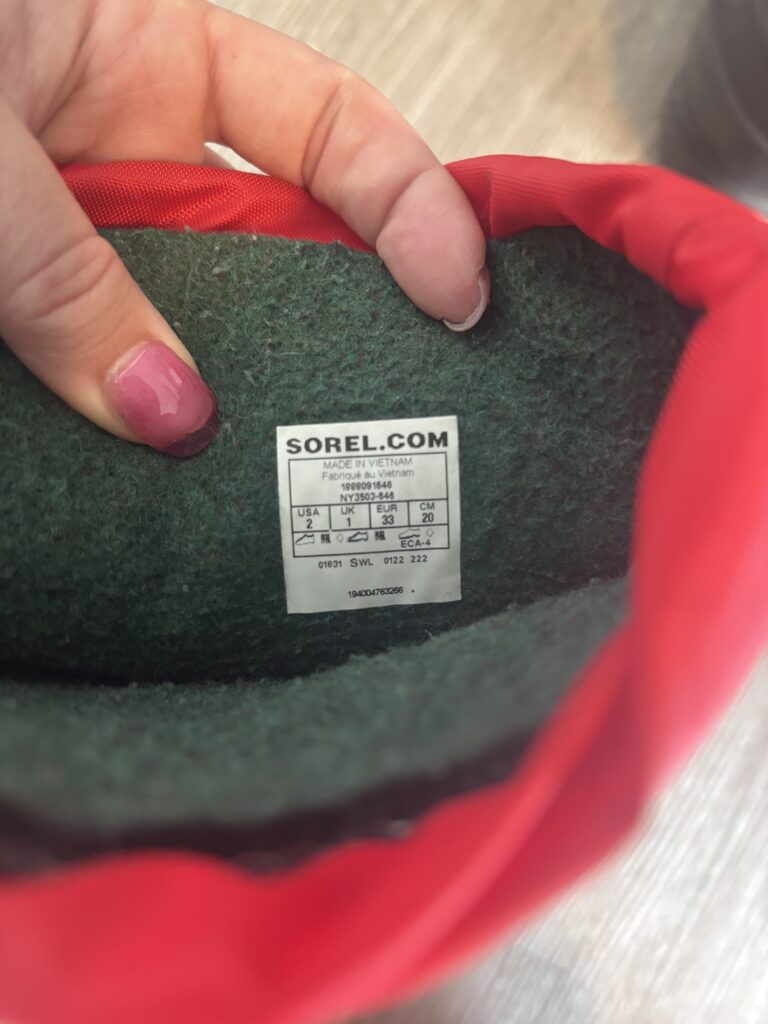 SOREL.COM
MADE IN VIETNAM
Fabriqué au Vietnam
1888091646
NY3503-646
USA UK EUR CM
2 1 33 20
ECA-4
01931 SWL 0122 222
194004763266